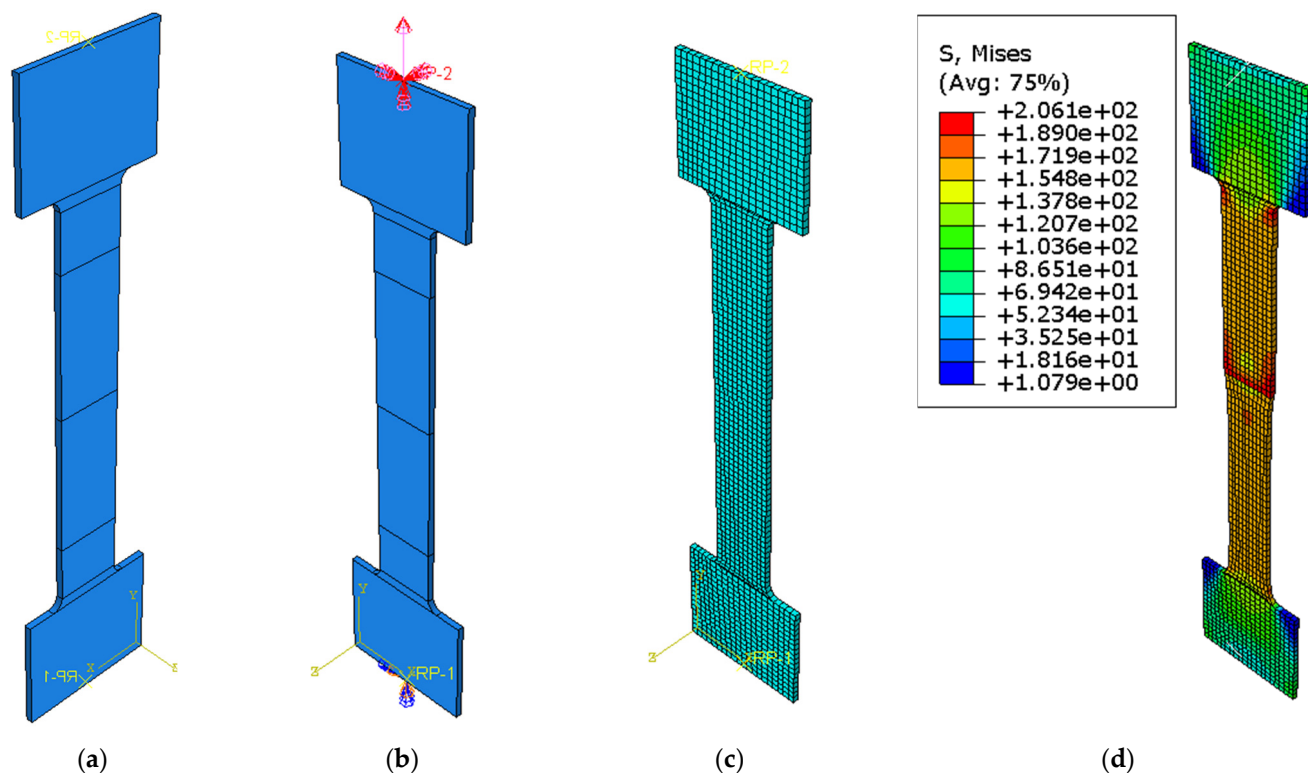 RP-2
Y
X
Z
RP-1
(a)
RP-2
Y
Z
X
RP-1
(b)
RP-2
Y
Z
RP-1
(c)
S, Mises
(Avg: 75%)
+2.061e+02
+1.890e+02
+1.719e+02
+1.548e+02
+1.378e+02
+1.207e+02
+1.036e+02
+8.651e+01
+6.942e+01
+5.234e+01
+3.525e+01
+1.816e+01
+1.079e+00
(d)